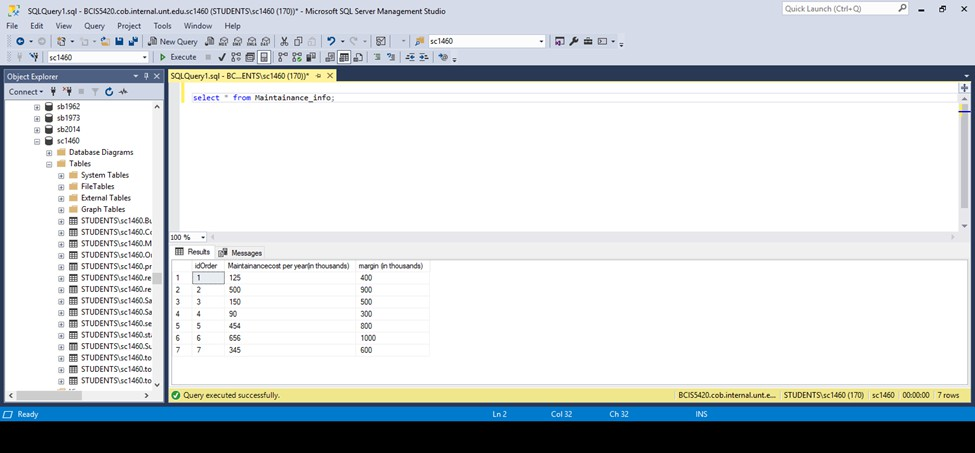 SQLQuery1.sql - BCIS5420.cob.internal.unt.edu.sc1460 (STUDENTS\sc1460 (170))* - Microsoft SQL Server Management Studio
Quick Launch (Ctrl+Q)
File Edit View Query Project Tools Window Help
New Query
sc1460
sc1460
Execute
Object Explorer
SQLQuery1.sql - BC...ENTS\sc1460 (170))*
Connect
select * from Maintainance_info;
sb1962
sb1973
sb2014
sc1460
Database Diagrams
Tables
System Tables
FileTables
External Tables
Graph Tables
STUDENTS\sc1460.Bu
STUDENTS\sc1460.Cc
STUDENTS\sc1460.M
STUDENTS\sc1460.Or
STUDENTS\sc1460.pr
STUDENTS\sc1460.re
STUDENTS\sc1460.re
STUDENTS\sc1460.Sa
STUDENTS\sc1460.Sa
STUDENTS\sc1460.se
STUDENTS\sc1460.sta
STUDENTS\sc1460.Su
STUDENTS\sc1460.to
STUDENTS\sc1460.to
STUDENTS\sc1460.to
100 %
Results Messages
idOrder Maintainancecost per year(in thousands) margin (in thousands)
1 1 125 400
2 2 500 900
3 3 150 500
4 4 90 300
5 5 454 800
6 6 656 1000
7 7 345 600
Query executed successfully. BCIS5420.cob.internal.unt.e... STUDENTS\sc1460 (170) sc1460 00:00:00 7 rows
Ready Ln 2 Col 32 Ch 32 INS